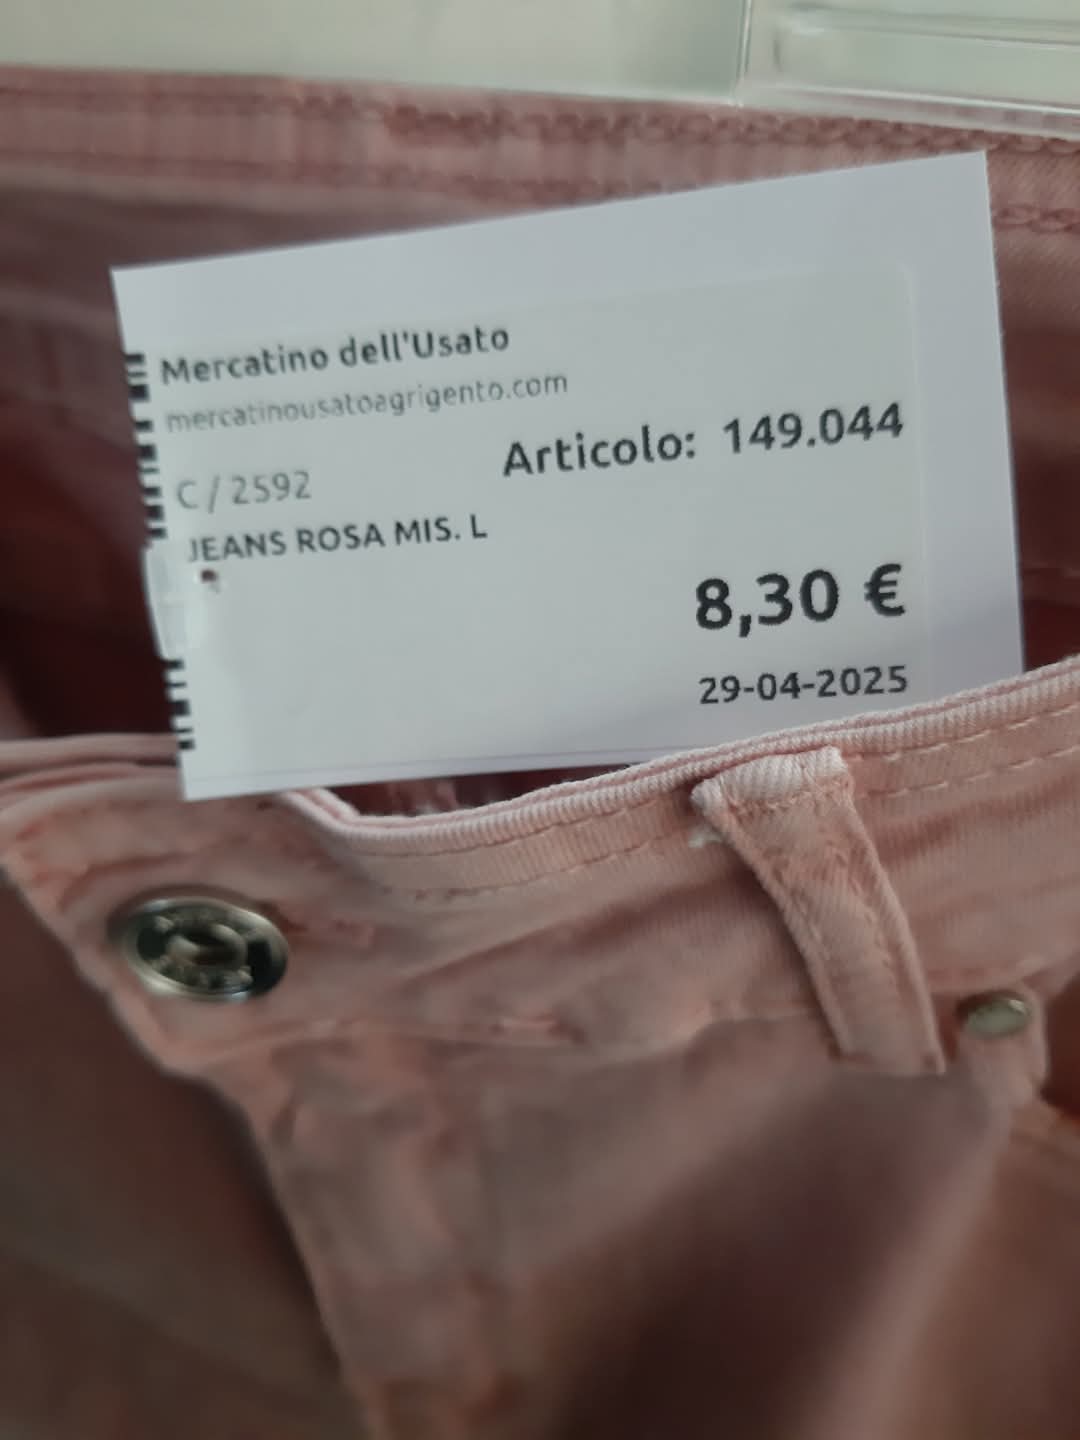 Mercatino dell'Usato
mercatinousatoagrigento.com
Articolo: 149.044
C / 2592
JEANS ROSA MIS. L
8,30 €
29-04-2025